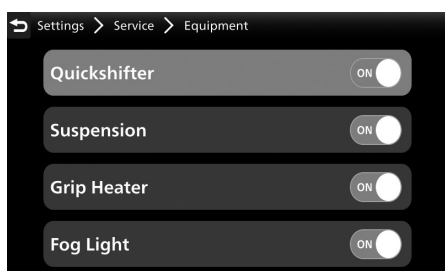 Settings > Service > Equipment
Quickshifter ON
Suspension ON
Grip Heater ON
Fog Light ON